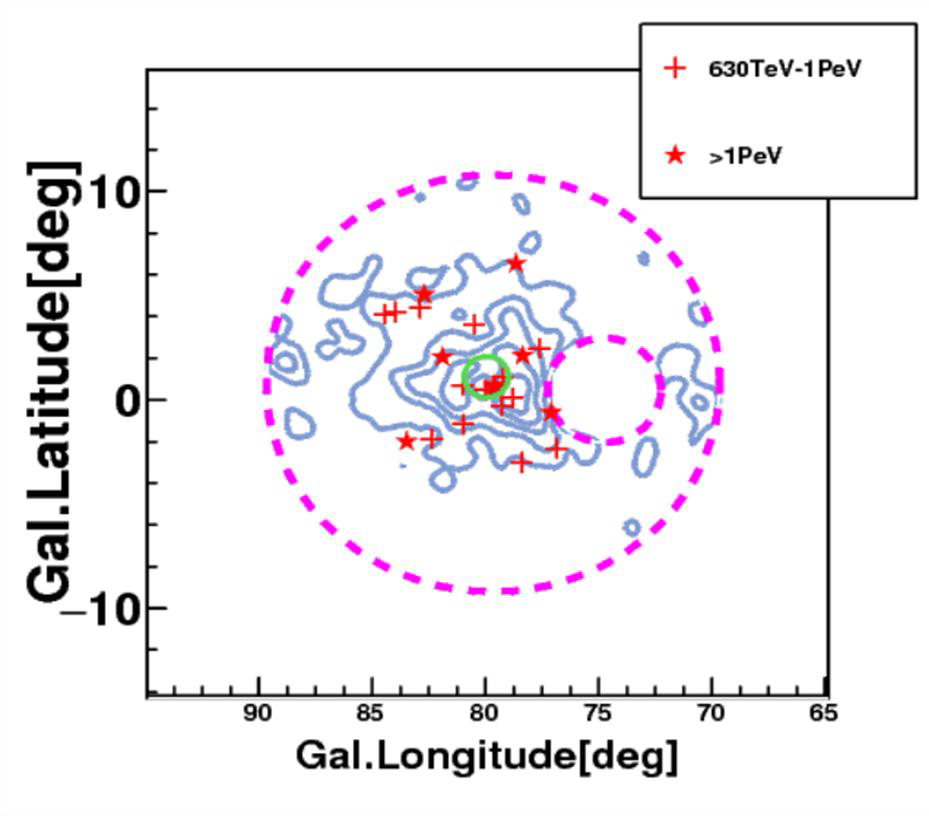 630TeV-1PeV
>1PeV
Gal.Latitude[deg]
10
0
−10
90 85 80 75 70 65
Gal.Longitude[deg]